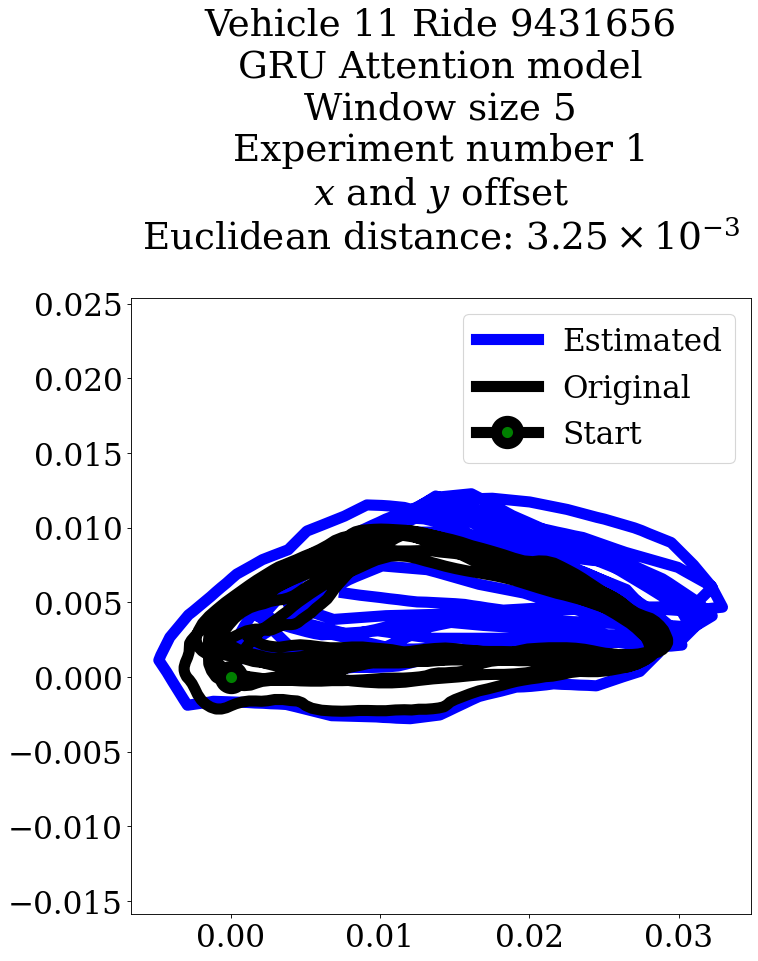 Vehicle 11 Ride 9431656
GRU Attention model
Window size 5
Experiment number 1
x and y offset
Euclidean distance: 3.25 × 10⁻³
Estimated
Original
Start
0.025
0.020
0.015
0.010
0.005
0.000
−0.005
−0.010
−0.015
0.00 0.01 0.02 0.03